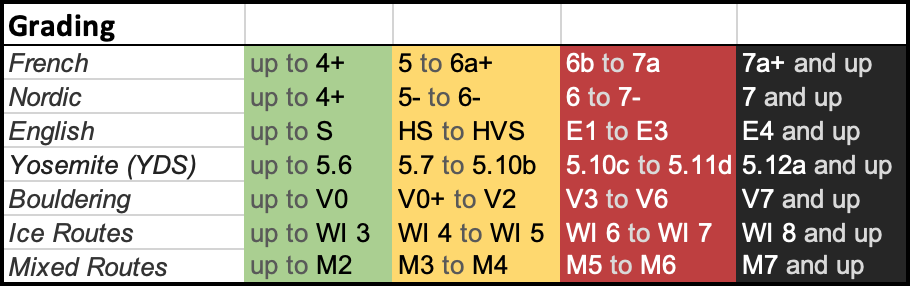 Grading
French up to 4+ 5 to 6a+ 6b to 7a 7a+ and up
Nordic up to 4+ 5- to 6- 6 to 7- 7 and up
English up to S HS to HVS E1 to E3 E4 and up
Yosemite (YDS) up to 5.6 5.7 to 5.10b 5.10c to 5.11d 5.12a and up
Bouldering up to V0 V0+ to V2 V3 to V6 V7 and up
Ice Routes up to WI 3 WI 4 to WI 5 WI 6 to WI 7 WI 8 and up
Mixed Routes up to M2 M3 to M4 M5 to M6 M7 and up